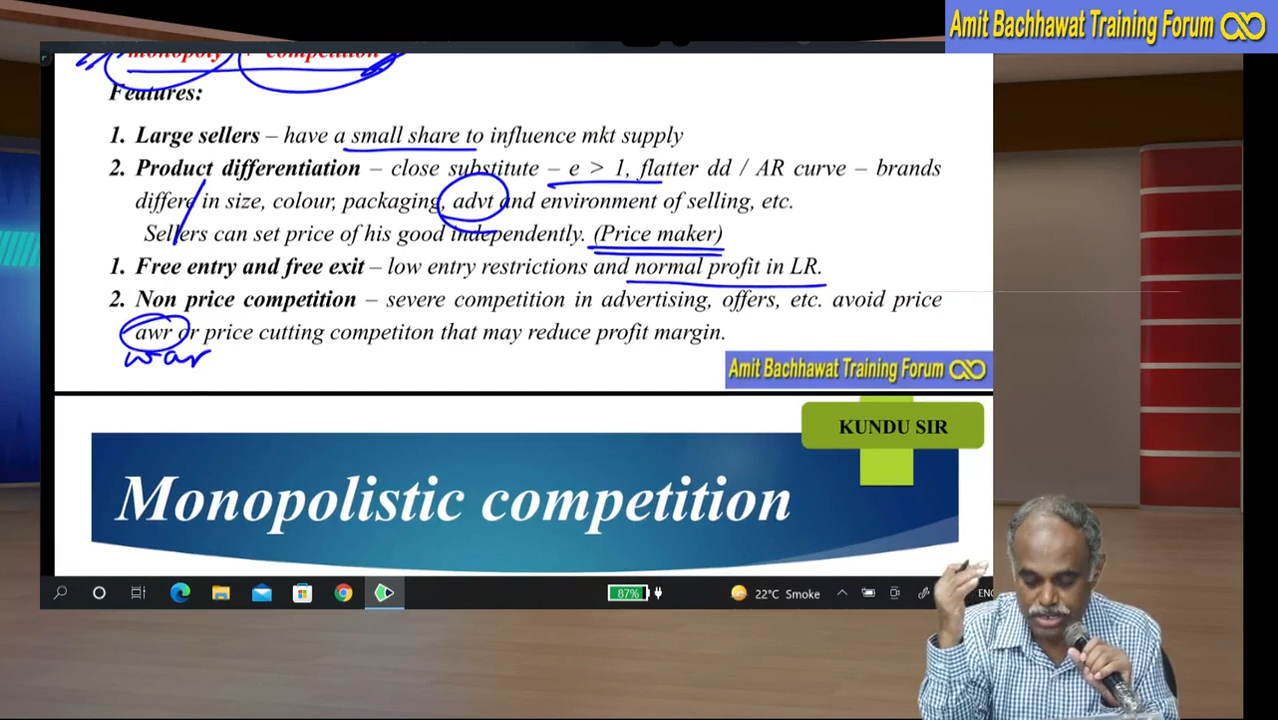 Amit Bachhawat Training Forum
monopoly competition
Features:
1. Large sellers – have a small share to influence mkt supply
2. Product differentiation – close substitute – e > 1, flatter dd / AR curve – brands
differe in size, colour, packaging, advt and environment of selling, etc.
Sellers can set price of his good independently. (Price maker)
1. Free entry and free exit – low entry restrictions and normal profit in LR.
2. Non price competition – severe competition in advertising, offers, etc. avoid price
awr or price cutting competiton that may reduce profit margin.
war
Amit Bachhawat Training Forum
KUNDU SIR
Monopolistic competition
87%
22°C Smoke
ENG